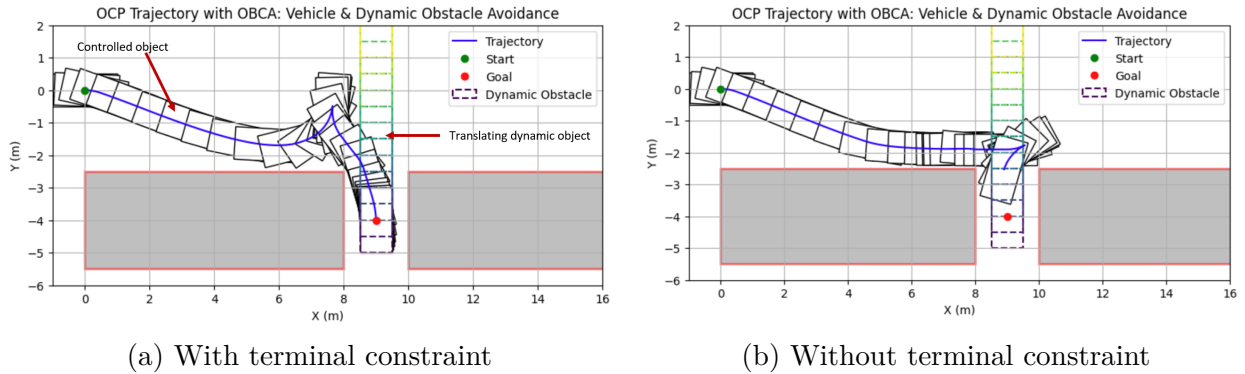 OCP Trajectory with OBCA: Vehicle & Dynamic Obstacle Avoidance
2
1
0
−1
−2
−3
−4
−5
−6
Y (m)
0
2
4
6
8
10
12
14
16
X (m)
Controlled object
Translating dynamic object
Trajectory
Start
Goal
Dynamic Obstacle
(a) With terminal constraint
OCP Trajectory with OBCA: Vehicle & Dynamic Obstacle Avoidance
2
1
0
−1
−2
−3
−4
−5
−6
Y (m)
0
2
4
6
8
10
12
14
16
X (m)
Trajectory
Start
Goal
Dynamic Obstacle
(b) Without terminal constraint